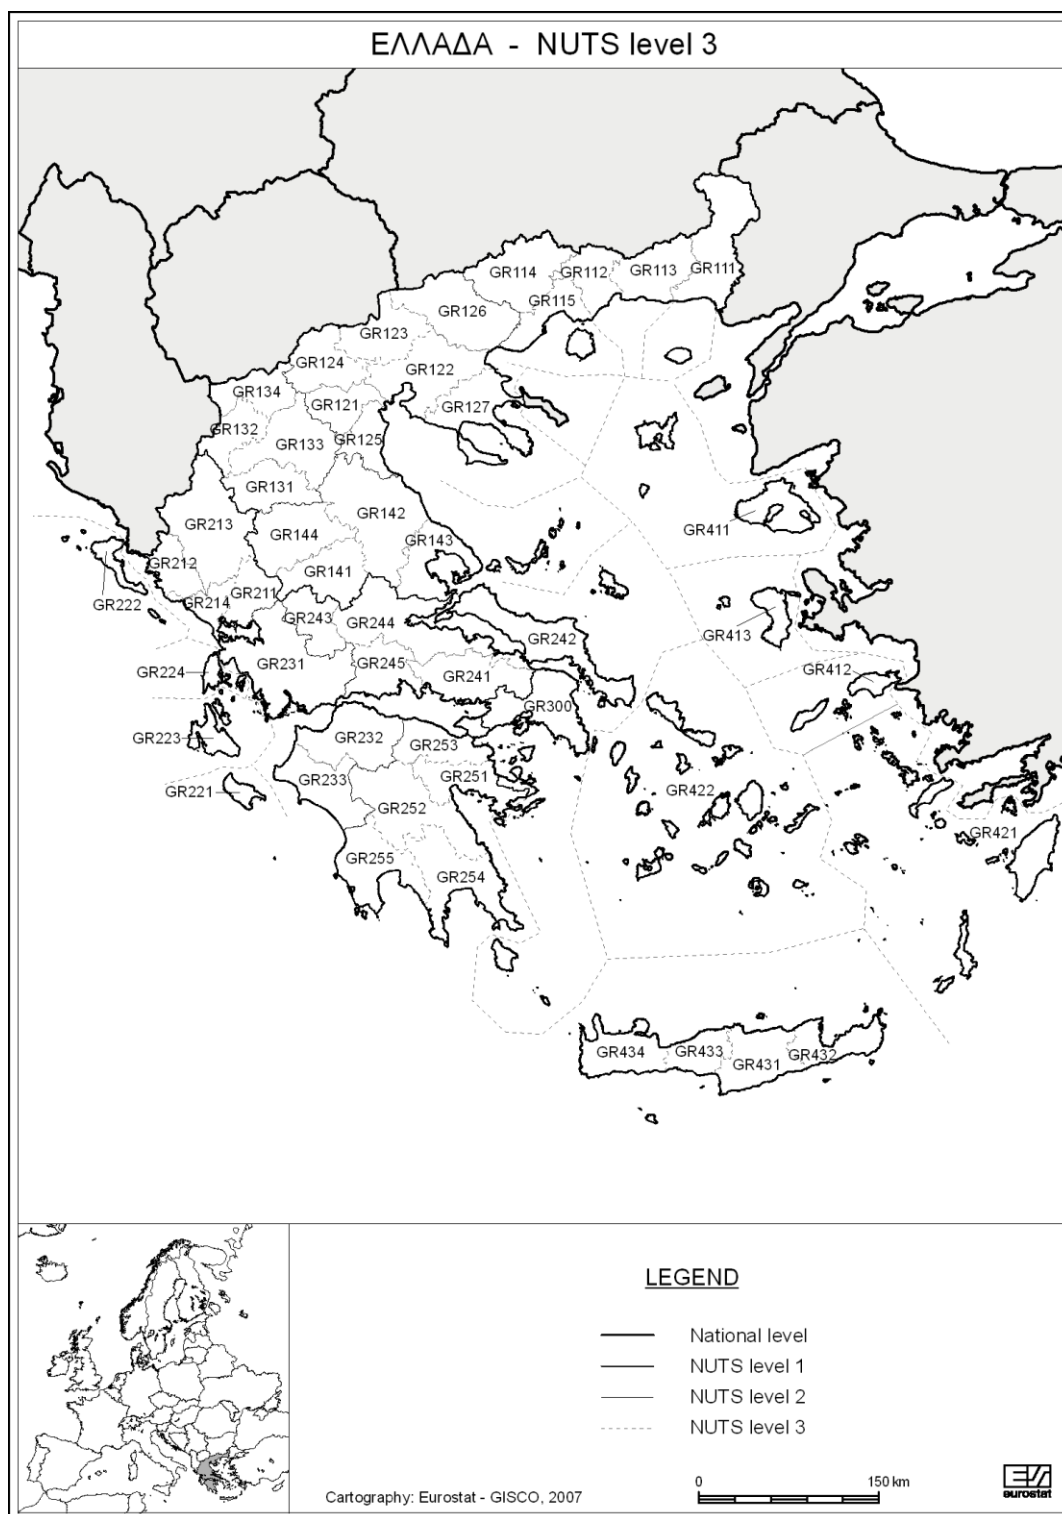 ΕΛΛΑΔΑ - NUTS level 3
GR114
GR112
GR113
GR111
GR115
GR126
GR123
GR124
GR122
GR134
GR121
GR127
GR132
GR133
GR125
GR131
GR213
GR142
GR144
GR143
GR411
GR212
GR141
GR222
GR214
GR211
GR243
GR244
GR242
GR413
GR224
GR231
GR245
GR241
GR412
GR300
GR223
GR232
GR253
GR221
GR233
GR251
GR422
GR252
GR421
GR255
GR254
GR434
GR433
GR431
GR432
LEGEND
National level
NUTS level 1
NUTS level 2
NUTS level 3
0 150 km
Cartography: Eurostat - GISCO, 2007
eurostat